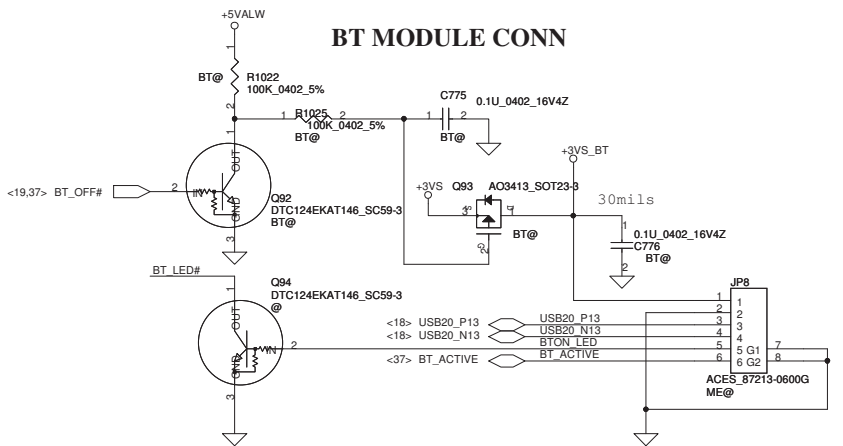 +5VALW
BT MODULE CONN
1
BT@ R1022
100K_0402_5%
2
1 R1025 2
100K_0402_5%
BT@
C775
0.1U_0402_16V4Z
1 2
BT@
1
OUT
<19,37> BT_OFF# 2 IN
GND
3
Q92
DTC124EKAT146_SC59-3
BT@
+3VS_BT
+3VS Q93 AO3413_SOT23-3
3 S D 1
G
2
BT@
30mils
1
0.1U_0402_16V4Z
C776
BT@
2
BT_LED#
1
Q94
DTC124EKAT146_SC59-3
@
OUT
IN 2
GND
3
JP8
1 1
2 2
<18> USB20_P13 USB20_P13 3 3
<18> USB20_N13 USB20_N13 4 4
BTON_LED 5 5 G1 7
<37> BT_ACTIVE BT_ACTIVE 6 6 G2 8
ACES_87213-0600G
ME@